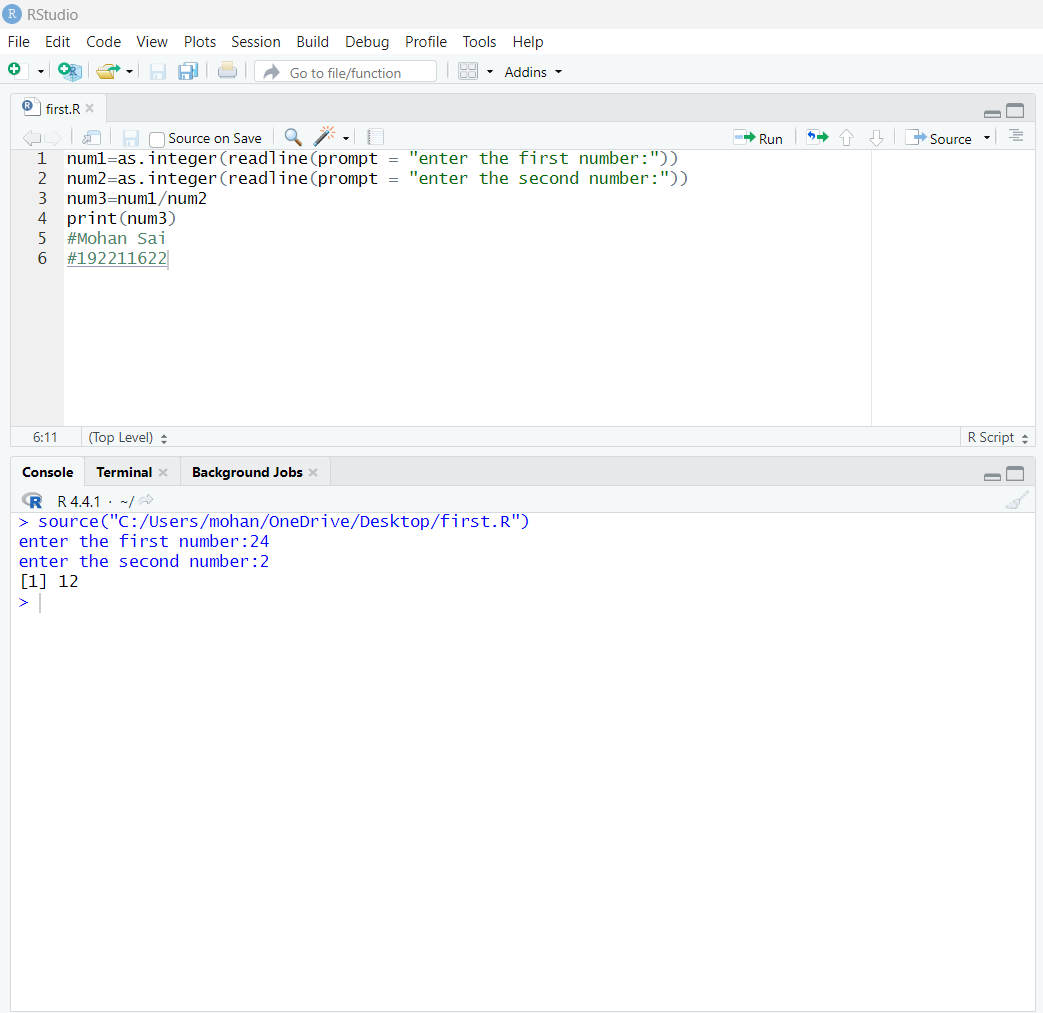 RStudio
File Edit Code View Plots Session Build Debug Profile Tools Help
Go to file/function Addins
first.R
Source on Save Run Source
1 num1=as.integer(readline(prompt = "enter the first number:"))
2 num2=as.integer(readline(prompt = "enter the second number:"))
3 num3=num1/num2
4 print(num3)
5 #Mohan Sai
6 #192211622
6:11 (Top Level) R Script
Console Terminal Background Jobs
R 4.4.1 · ~/
> source("C:/Users/mohan/OneDrive/Desktop/first.R")
enter the first number:24
enter the second number:2
[1] 12
>